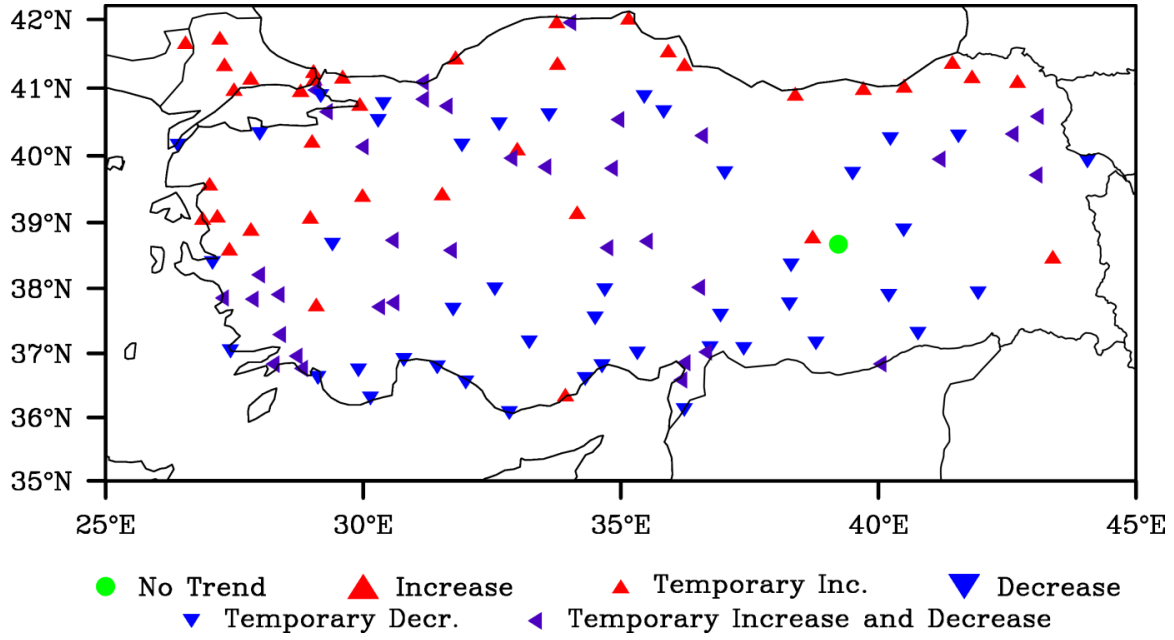 42°N
41°N
40°N
39°N
38°N
37°N
36°N
35°N
25°E 30°E 35°E 40°E 45°E
No Trend Increase Temporary Inc. Decrease
Temporary Decr. Temporary Increase and Decrease